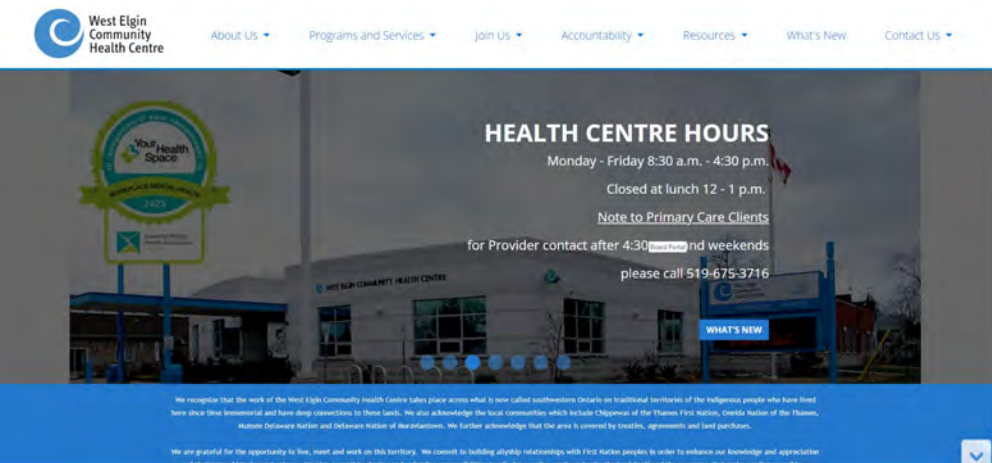 West Elgin
Community
Health Centre
About Us
Programs and Services
Join Us
Accountability
Resources
What's New
Contact Us
HEALTH CENTRE HOURS
Monday - Friday 8:30 a.m. - 4:30 p.m.
Closed at lunch 12 - 1 p.m.
Note to Primary Care Clients
for Provider contact after 4:30 Board Portal nd weekends
please call 519-675-3716
WHAT'S NEW
Your Health
Space
WORKPLACE MENTAL HEALTH
2023
WEST ELGIN COMMUNITY HEALTH CENTRE
West Elgin
Community
Health Centre
We recognize that the work of the West Elgin Community Health Centre takes place across what is now called southwestern Ontario on traditional territories of the Indigenous people who have lived
here since time immemorial and have deep connections to these lands. We also acknowledge the local communities which include Chippewas of the Thames First Nation, Oneida Nation of the Thames,
Munsee Delaware Nation and Delaware Nation of Moraviantown. We further acknowledge that the area is covered by treaties, agreements and land purchases.
We are grateful for the opportunity to live, meet and work on this territory. We commit to building allyship relationships with First Nation peoples in order to enhance our knowledge and appreciation